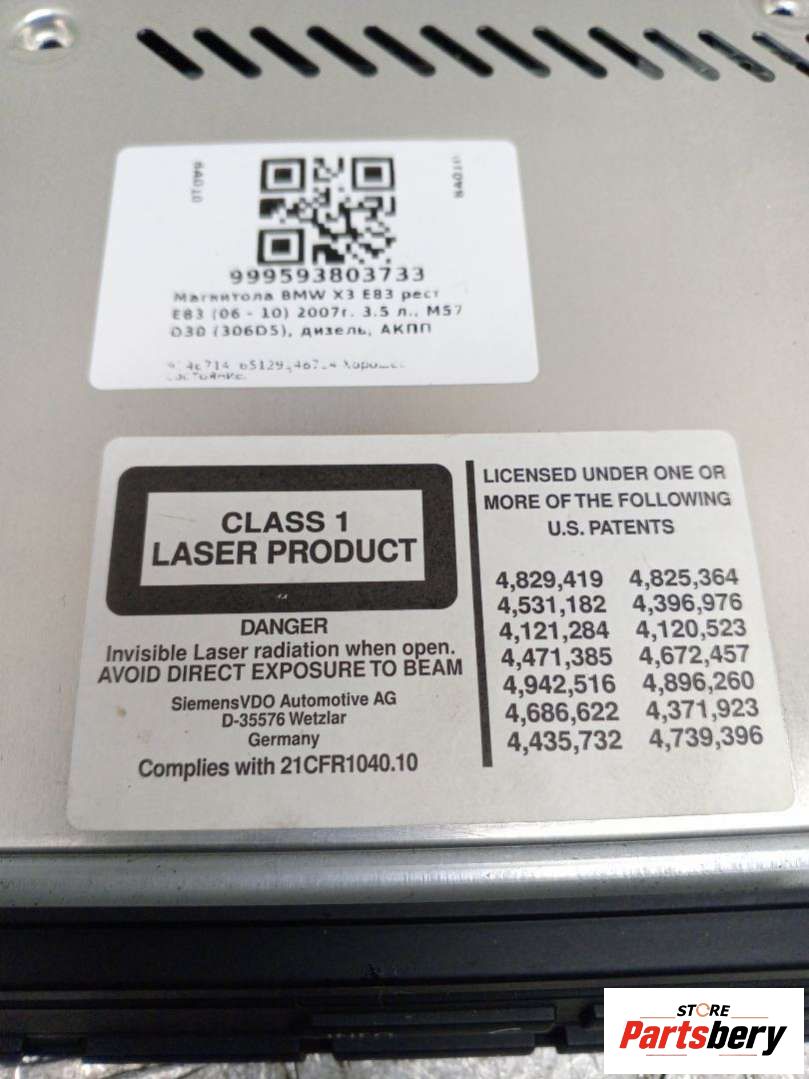 999593803733
Магнитола BMW X3 E83 рест
E83 (06 - 10) 2007г. 3.5 л., M57
D30 (306D5), дизель, АКПП
CLASS 1
LASER PRODUCT
DANGER
Invisible Laser radiation when open.
AVOID DIRECT EXPOSURE TO BEAM
SiemensVDO Automotive AG
D-35576 Wetzlar
Germany
Complies with 21CFR1040.10
LICENSED UNDER ONE OR
MORE OF THE FOLLOWING
U.S. PATENTS
4,829,419 4,825,364
4,531,182 4,396,976
4,121,284 4,120,523
4,471,385 4,672,457
4,942,516 4,896,260
4,686,622 4,371,923
4,435,732 4,739,396
STORE
Partsbery